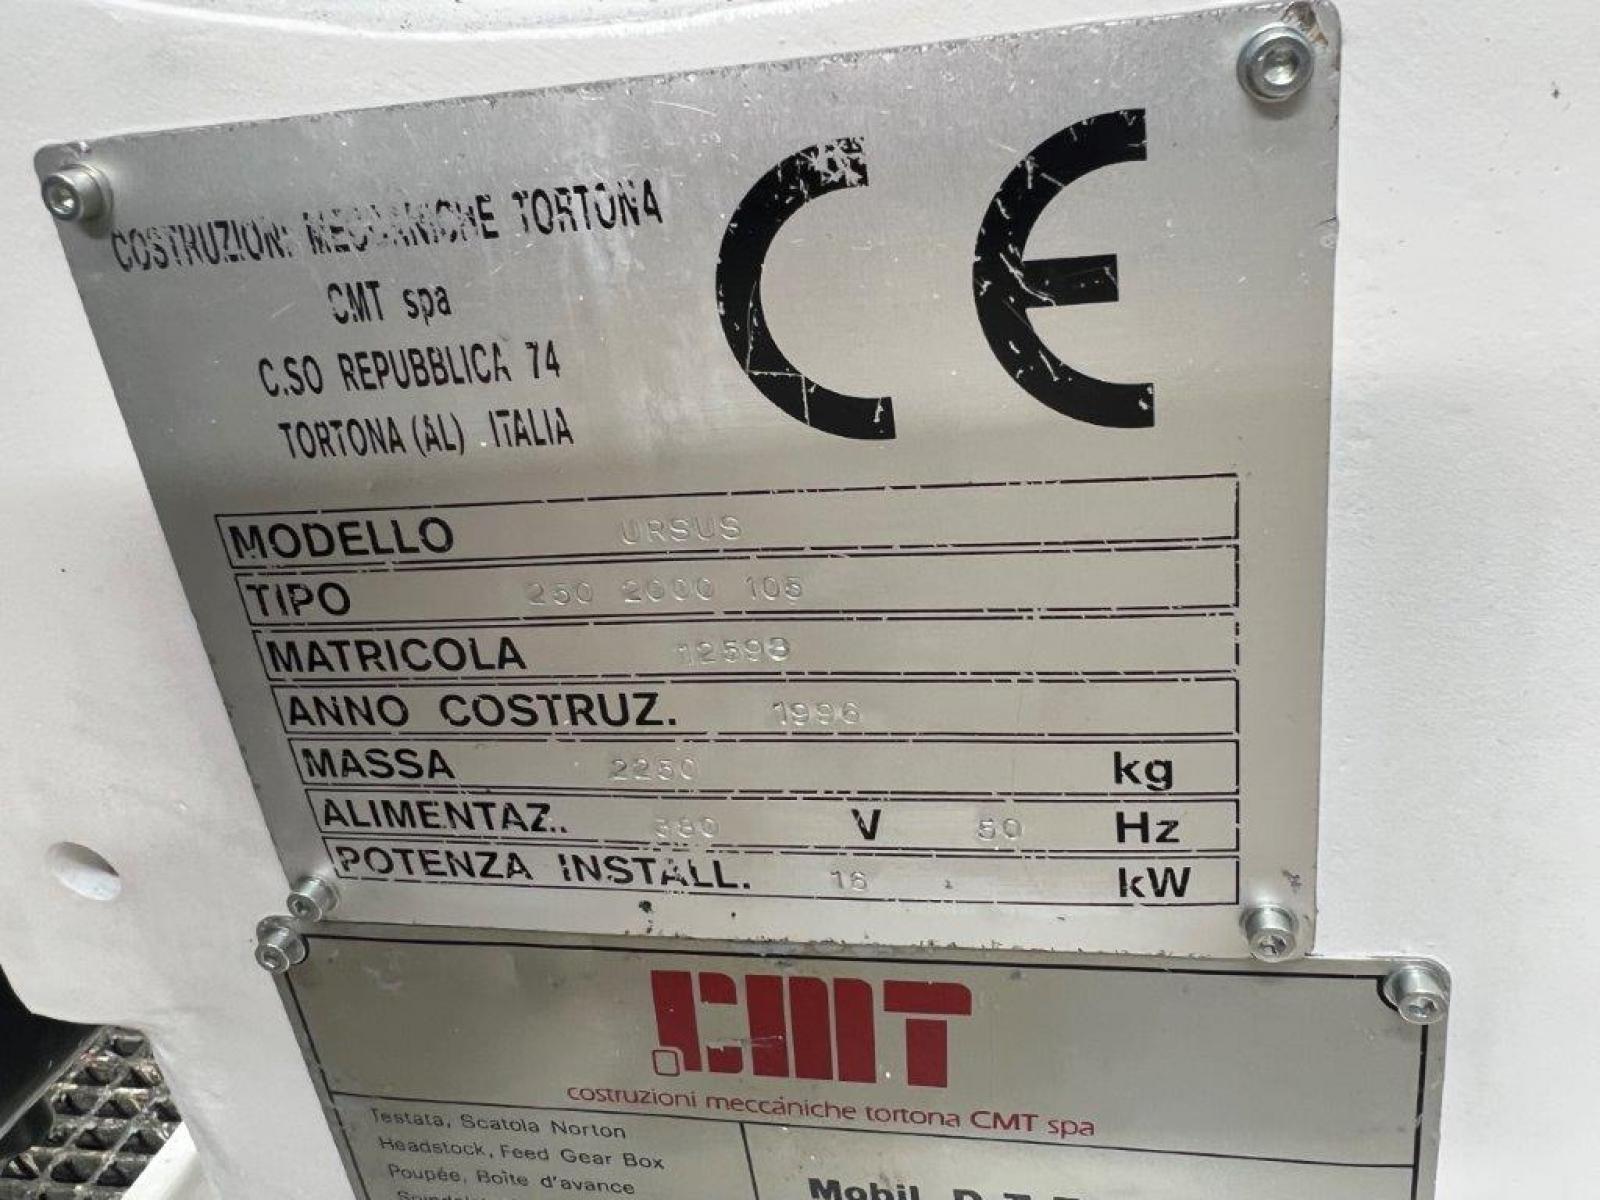 COSTRUZIONI MECCANICHE TORTONA
CMT spa
C.SO REPUBBLICA 74
TORTONA (AL) ITALIA
CE
MODELLO URSUS
TIPO 250 2000 105
MATRICOLA 12593
ANNO COSTRUZ. 1996
MASSA 2250 kg
ALIMENTAZ.. 380 V 50 Hz
POTENZA INSTALL. 16 kW
CMT
costruzioni meccaniche tortona CMT spa
Testata, Scatola Norton
Headstock, Feed Gear Box
Poupée, Boîte d'avance
Mobil D.T.E